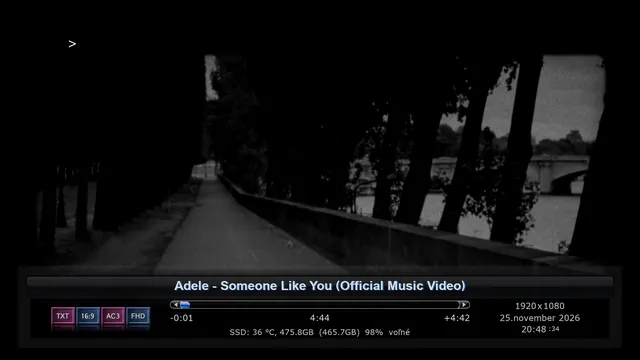 >
Adele - Someone Like You (Official Music Video)
TXT 16:9 AC3 FHD
-0:01 4:44 +4:42
SSD: 36 ºC, 475.8GB (465.7GB) 98% voľné
1920x1080
25.november 2026
20:48 :34